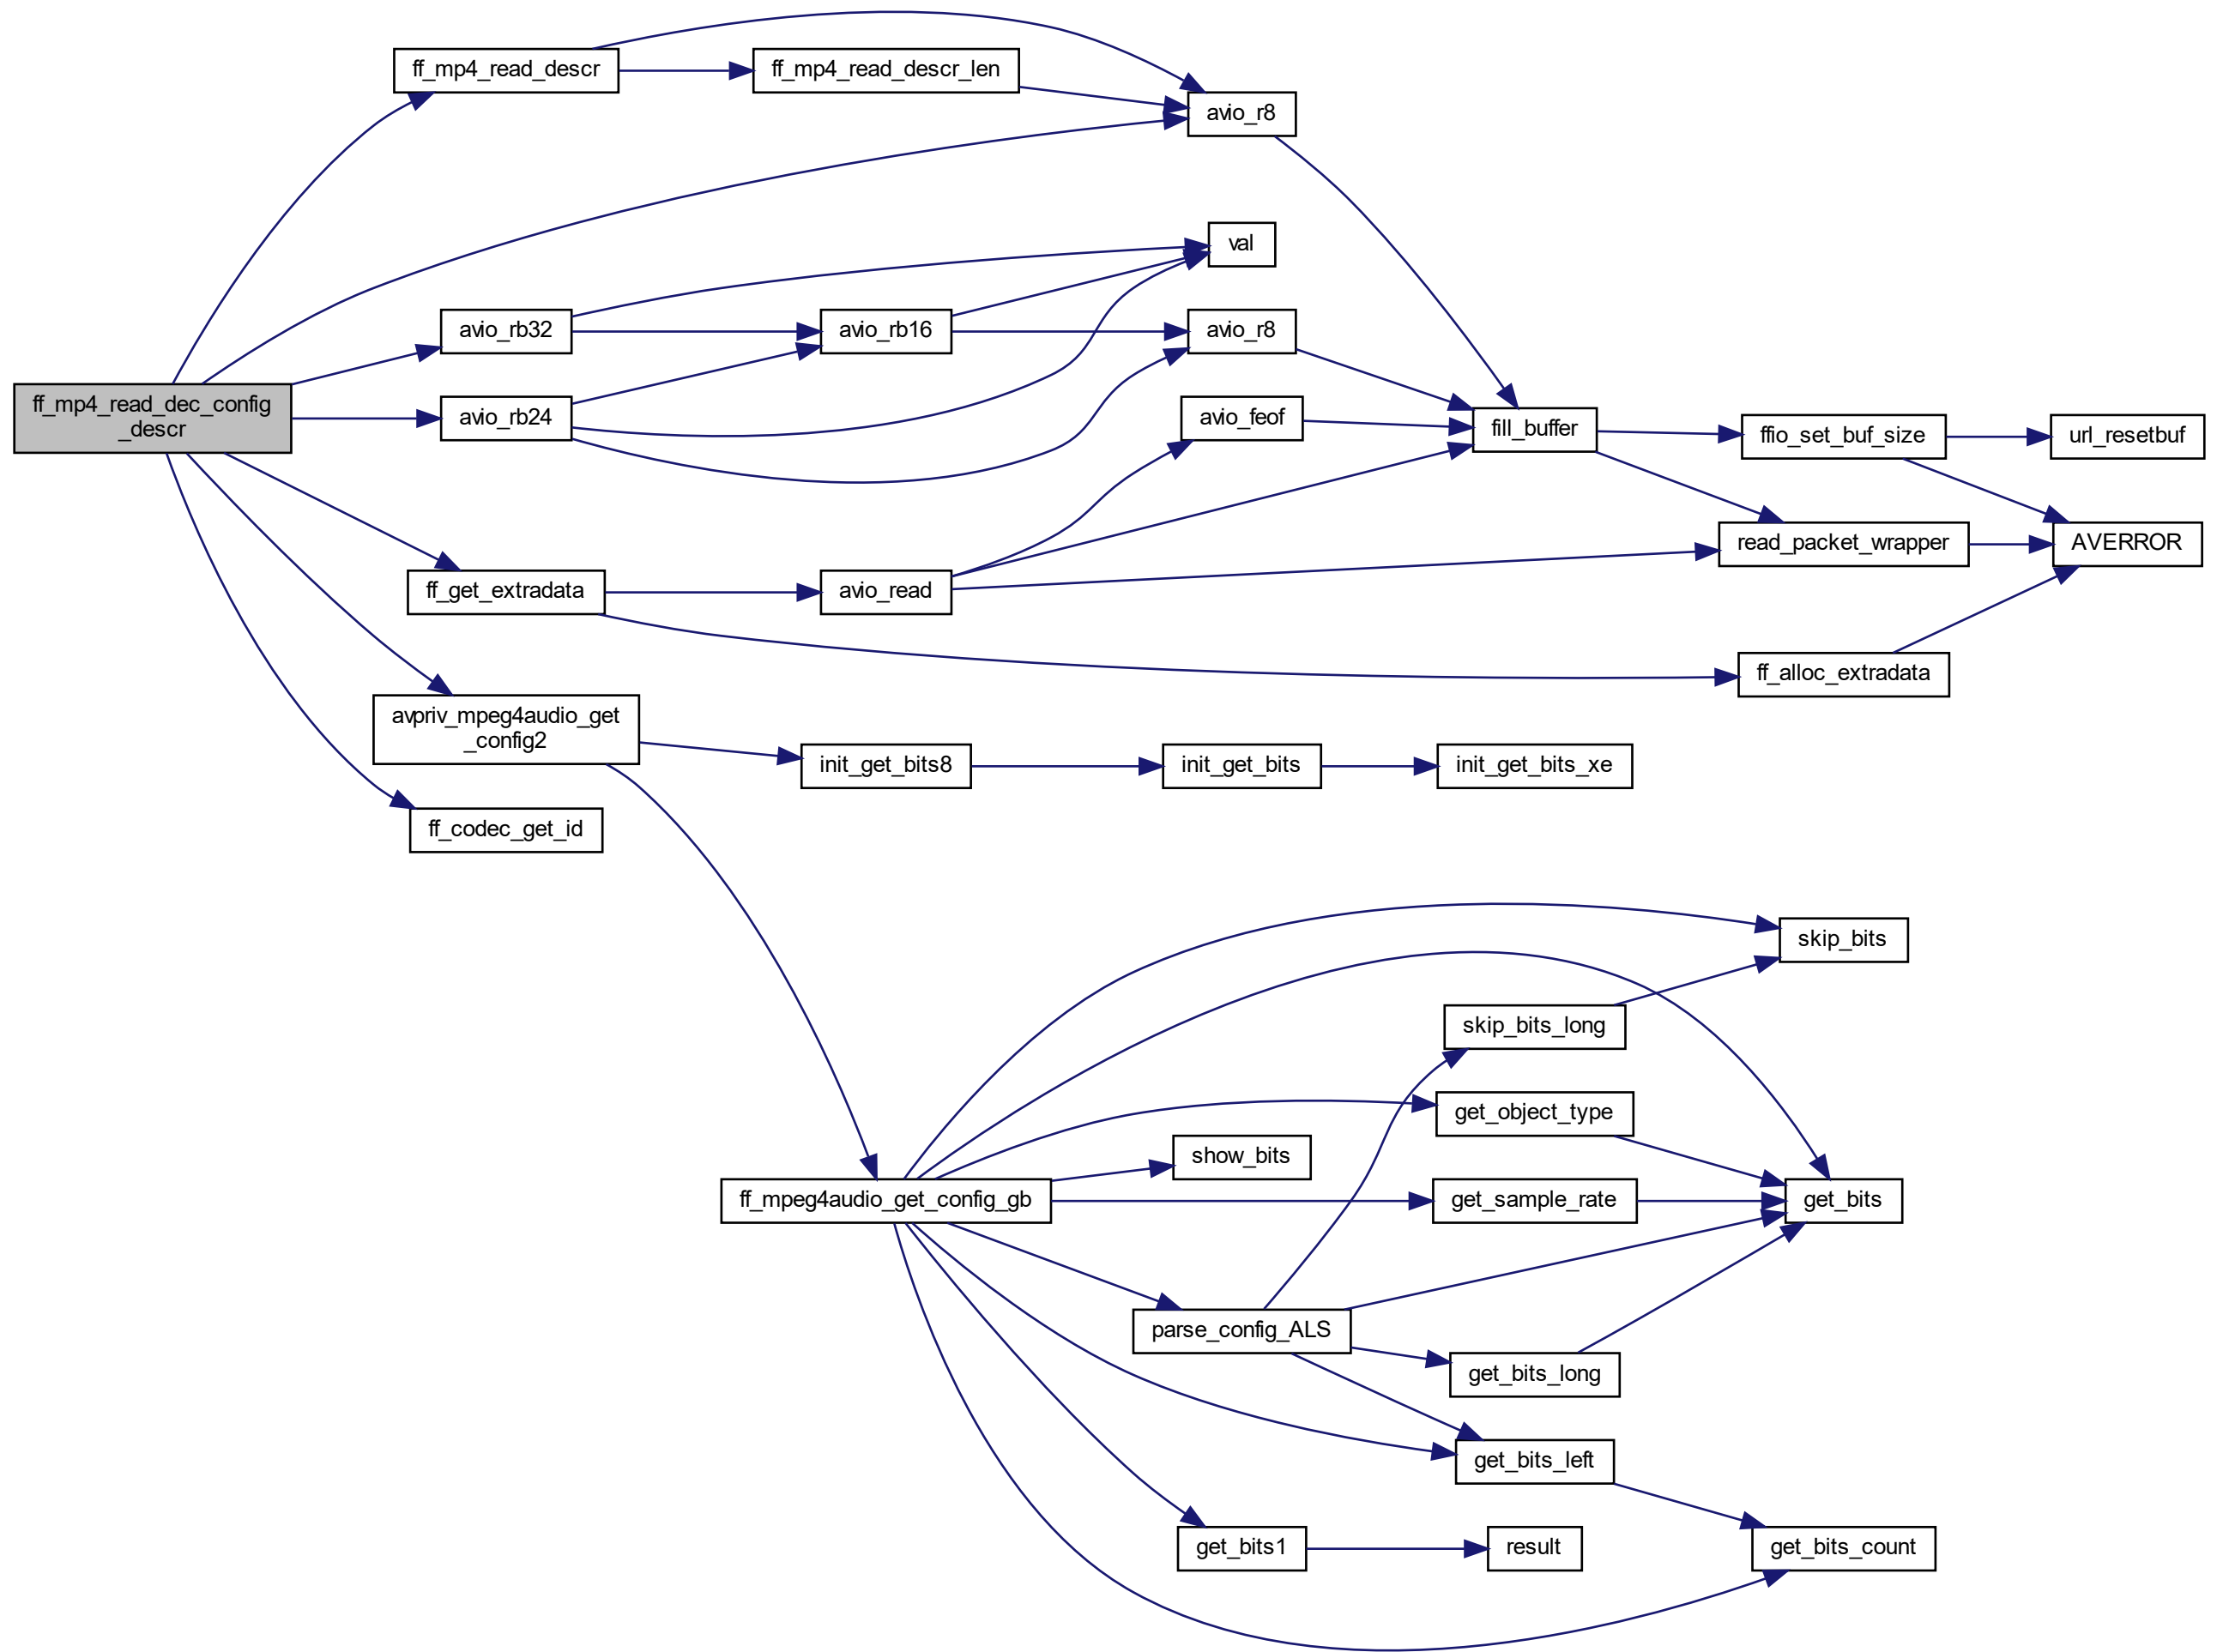 ff_mp4_read_descr
ff_mp4_read_descr_len
avio_r8
val
avio_rb32
avio_rb16
avio_r8
ff_mp4_read_dec_config
_descr
avio_rb24
avio_feof
fill_buffer
ffio_set_buf_size
url_resetbuf
read_packet_wrapper
AVERROR
ff_get_extradata
avio_read
ff_alloc_extradata
avpriv_mpeg4audio_get
_config2
init_get_bits8
init_get_bits
init_get_bits_xe
ff_codec_get_id
skip_bits
skip_bits_long
get_object_type
show_bits
ff_mpeg4audio_get_config_gb
get_sample_rate
get_bits
parse_config_ALS
get_bits_long
get_bits_left
get_bits1
result
get_bits_count